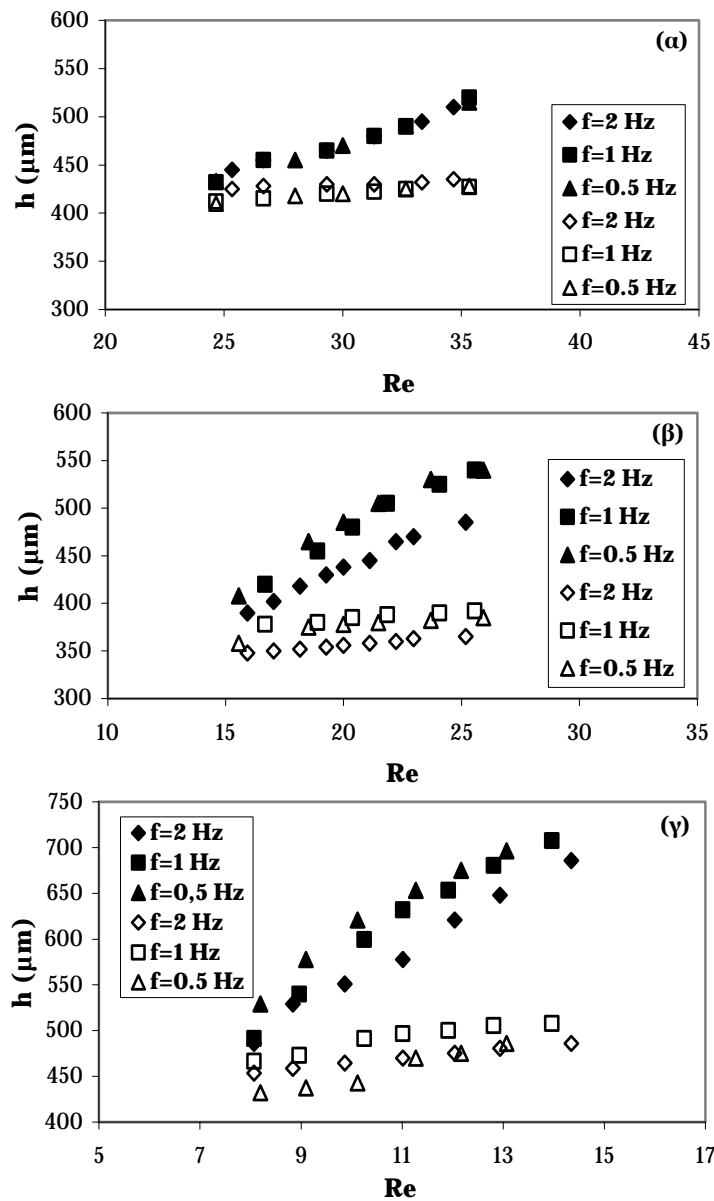 600
(α)
550
500
450
400
350
300
h (μm)
f=2 Hz
f=1 Hz
f=0.5 Hz
f=2 Hz
f=1 Hz
f=0.5 Hz
20 25 30 35 40 45
Re
600
(β)
550
500
450
400
350
300
h (μm)
f=2 Hz
f=1 Hz
f=0.5 Hz
f=2 Hz
f=1 Hz
f=0.5 Hz
10 15 20 25 30 35
Re
750
(γ)
700
650
600
550
500
450
400
h (μm)
f=2 Hz
f=1 Hz
f=0,5 Hz
f=2 Hz
f=1 Hz
f=0.5 Hz
5 7 9 11 13 15 17
Re